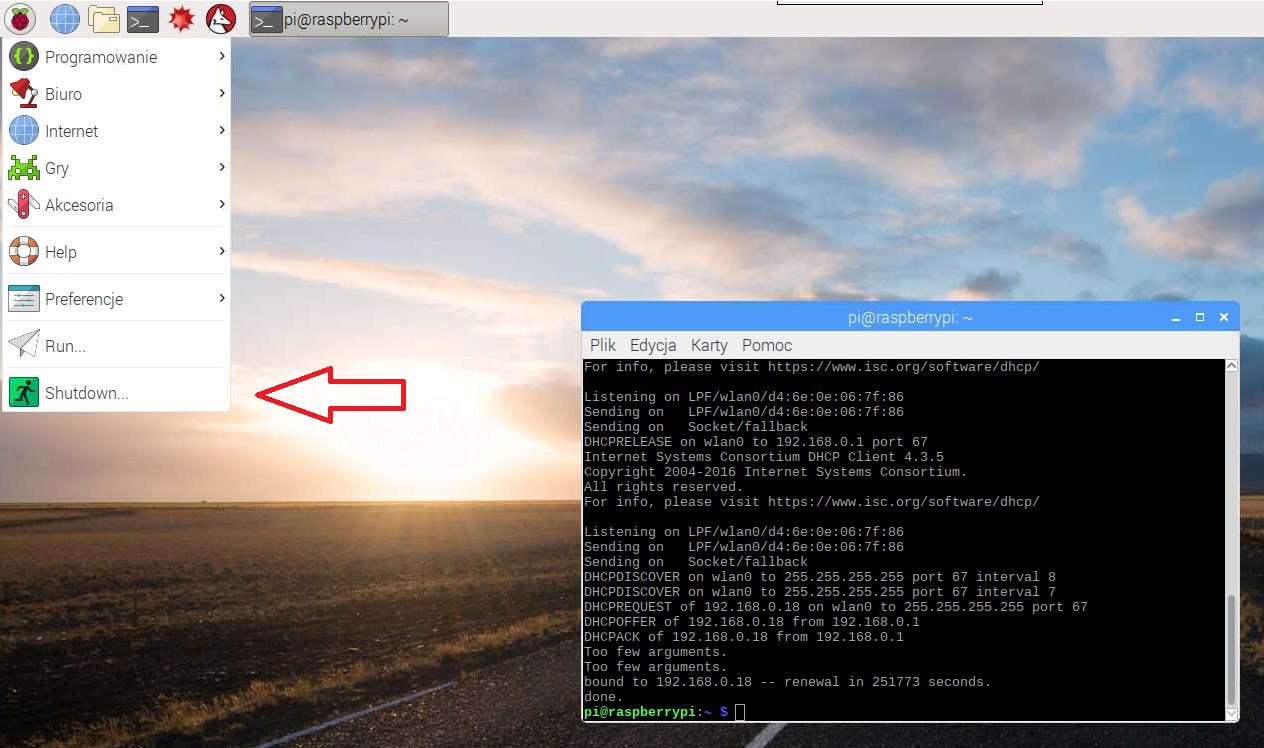 pi@raspberrypi: ~
Programowanie
Biuro
Internet
Gry
Akcesoria
Help
Preferencje
Run...
Shutdown...
pi@raspberrypi: ~
Plik Edycja Karty Pomoc
For info, please visit https://www.isc.org/software/dhcp/
Listening on LPF/wlan0/d4:6e:0e:06:7f:86
Sending on   LPF/wlan0/d4:6e:0e:06:7f:86
Sending on   Socket/fallback
DHCPRELEASE on wlan0 to 192.168.0.1 port 67
Internet Systems Consortium DHCP Client 4.3.5
Copyright 2004-2016 Internet Systems Consortium.
All rights reserved.
For info, please visit https://www.isc.org/software/dhcp/
Listening on LPF/wlan0/d4:6e:0e:06:7f:86
Sending on   LPF/wlan0/d4:6e:0e:06:7f:86
Sending on   Socket/fallback
DHCPDISCOVER on wlan0 to 255.255.255.255 port 67 interval 8
DHCPDISCOVER on wlan0 to 255.255.255.255 port 67 interval 7
DHCPREQUEST of 192.168.0.18 on wlan0 to 255.255.255.255 port 67
DHCPOFFER of 192.168.0.18 from 192.168.0.1
DHCPACK of 192.168.0.18 from 192.168.0.1
Too few arguments.
Too few arguments.
bound to 192.168.0.18 -- renewal in 251773 seconds.
done.
pi@raspberrypi:~ $